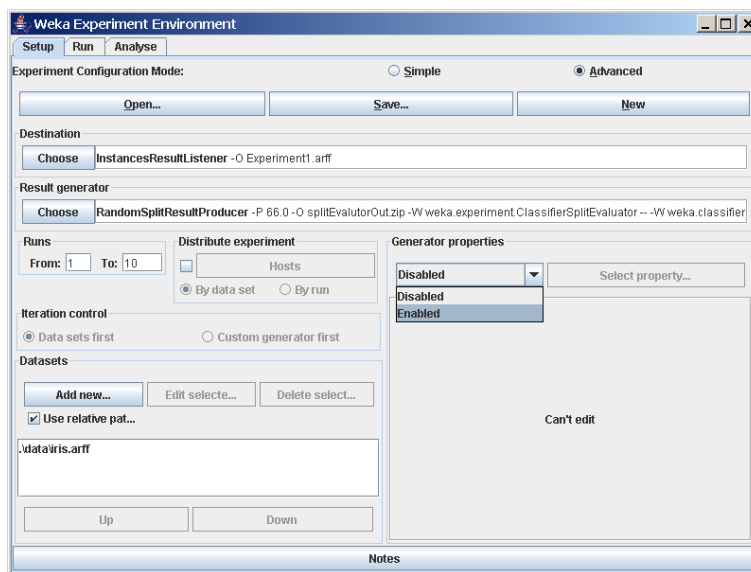 Weka Experiment Environment
Setup Run Analyse
Experiment Configuration Mode: Simple Advanced
Open... Save... New
Destination
Choose InstancesResultListener -O Experiment1.arff
Result generator
Choose RandomSplitResultProducer -P 66.0 -O splitEvalutorOut.zip -W weka.experiment.ClassifierSplitEvaluator -- -W weka.classifier
Runs
From: 1 To: 10
Distribute experiment
Hosts
By data set By run
Iteration control
Data sets first Custom generator first
Datasets
Add new... Edit selecte... Delete select...
Use relative pat...
.\data\iris.arff
Up Down
Generator properties
Disabled Select property...
Disabled
Enabled
Can't edit
Notes